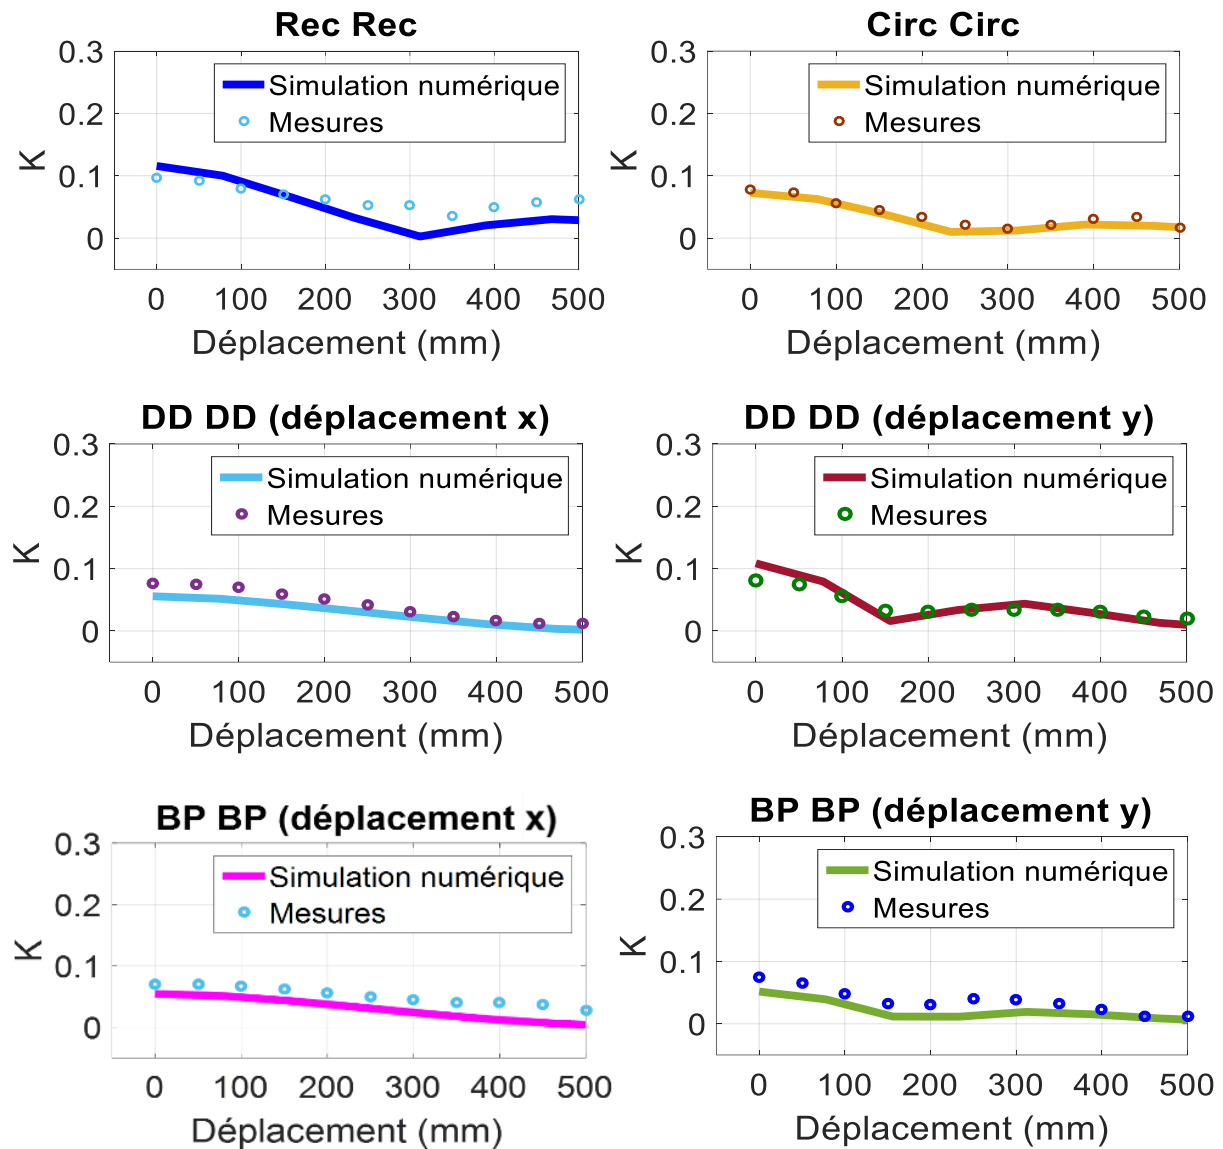 Rec Rec
0.3
0.2
0.1
0
K
Simulation numérique
Mesures
0 100 200 300 400 500
Déplacement (mm)
Circ Circ
0.3
0.2
0.1
0
K
Simulation numérique
Mesures
0 100 200 300 400 500
Déplacement (mm)
DD DD (déplacement x)
0.3
0.2
0.1
0
K
Simulation numérique
Mesures
0 100 200 300 400 500
Déplacement (mm)
DD DD (déplacement y)
0.3
0.2
0.1
0
K
Simulation numérique
Mesures
0 100 200 300 400 500
Déplacement (mm)
BP BP (déplacement x)
0.3
0.2
0.1
0
K
Simulation numérique
Mesures
0 100 200 300 400 500
Déplacement (mm)
BP BP (déplacement y)
0.3
0.2
0.1
0
K
Simulation numérique
Mesures
0 100 200 300 400 500
Déplacement (mm)